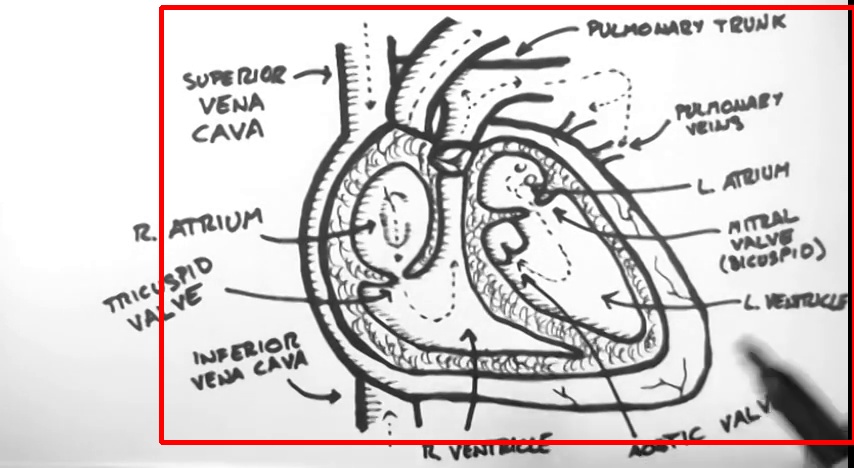 PULMONARY TRUNK
SUPERIOR
VENA
CAVA
PULMONARY
VEINS
L. ATRIUM
R. ATRIUM
MITRAL
VALVE
(BICUSPID)
TRICUSPID
VALVE
L. VENTRICLE
INFERIOR
VENA CAVA
R. VENTRICLE
AORTIC VALV